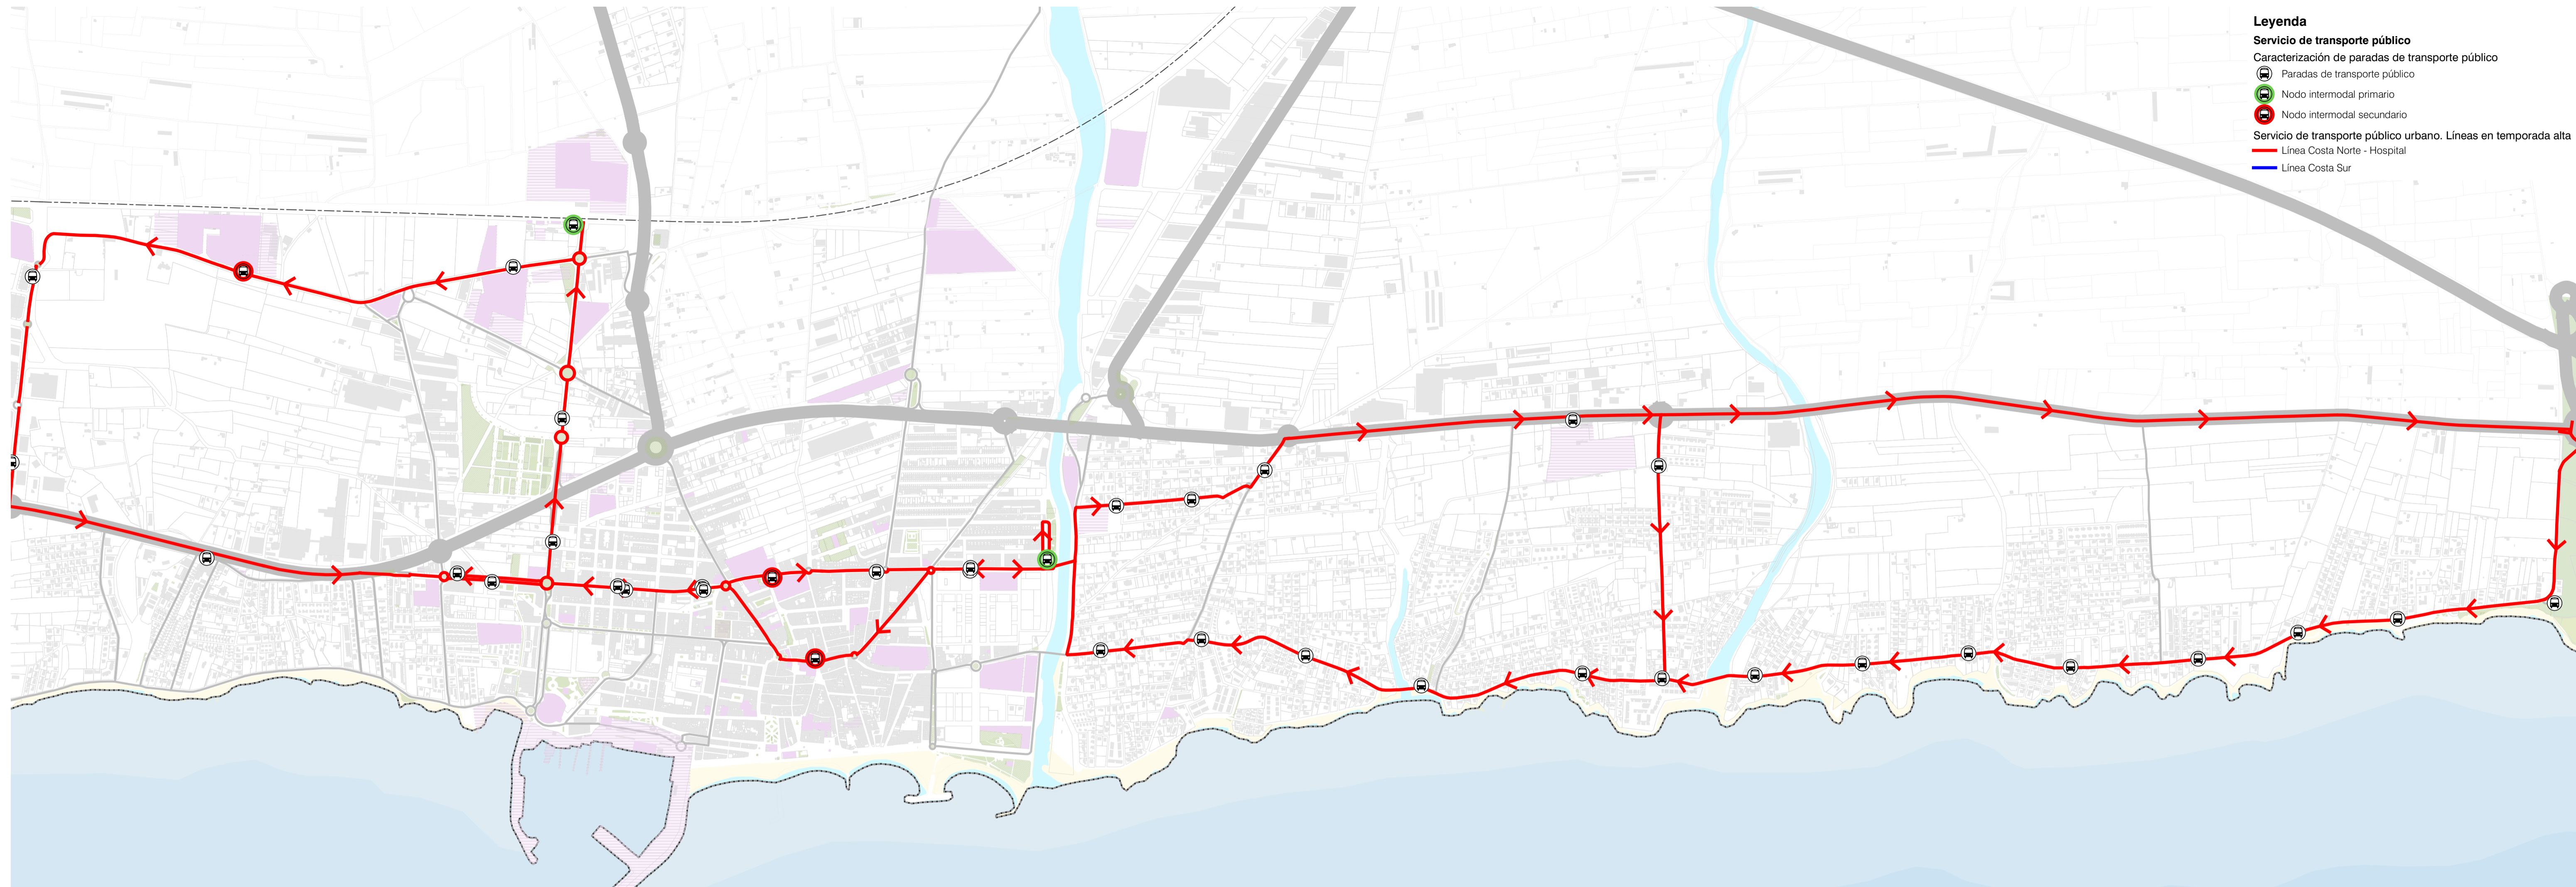 Leyenda
Servicio de transporte público
Caracterización de paradas de transporte público
Paradas de transporte público
Nodo intermodal primario
Nodo intermodal secundario
Servicio de transporte público urbano. Líneas en temporada alta
Línea Costa Norte - Hospital
Línea Costa Sur